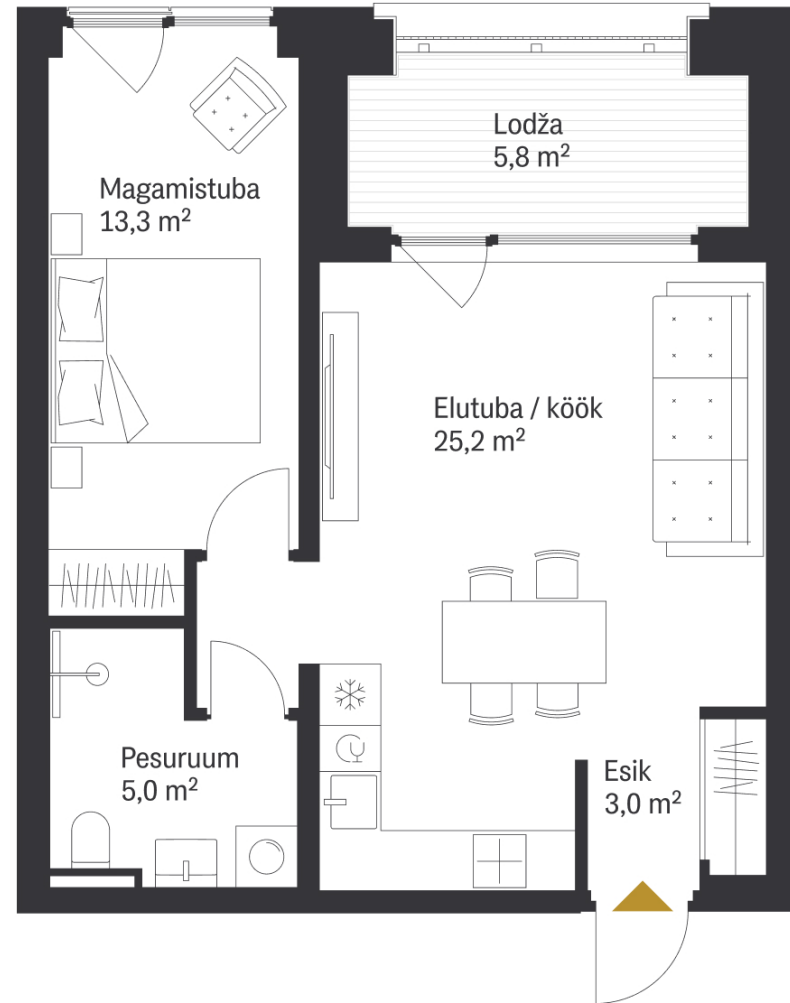 Lodža
5,8 m²
Magamistuba
13,3 m²
Elutuba / köök
25,2 m²
Pesuruum
5,0 m²
Esik
3,0 m²